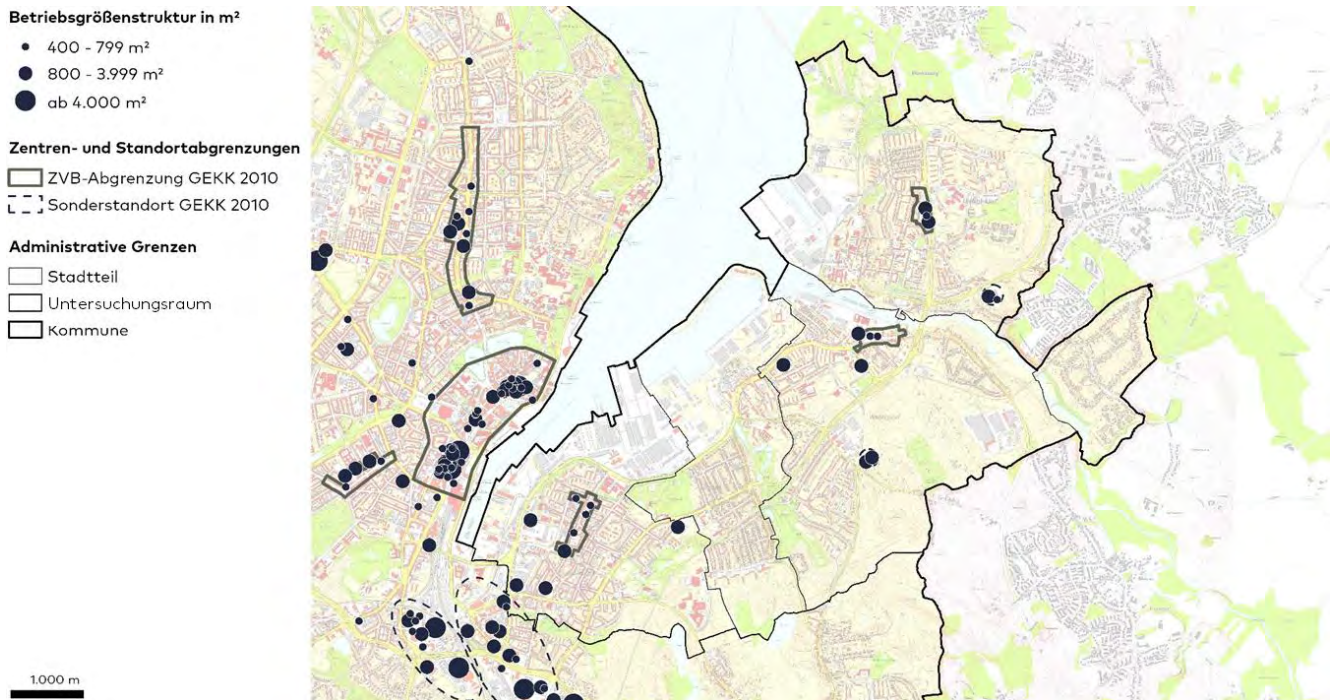 Betriebsgrößenstruktur in m²
400 - 799 m²
800 - 3.999 m²
ab 4.000 m²
Zentren- und Standortabgrenzungen
ZVB-Abgrenzung GEKK 2010
Sonderstandort GEKK 2010
Administrative Grenzen
Stadtteil
Untersuchungsraum
Kommune
1.000 m